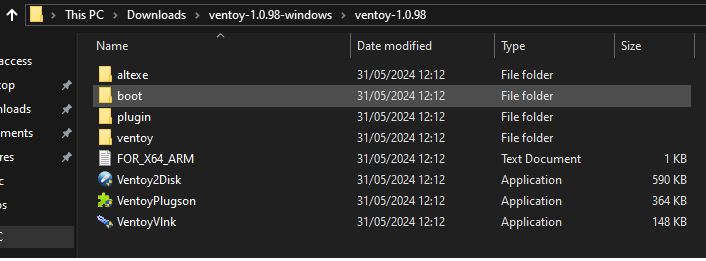 This PC > Downloads > ventoy-1.0.98-windows > ventoy-1.0.98
Name Date modified Type Size
access
altexe 31/05/2024 12:12 File folder
top boot 31/05/2024 12:12 File folder
nloads plugin 31/05/2024 12:12 File folder
ments ventoy 31/05/2024 12:12 File folder
res FOR_X64_ARM 31/05/2024 12:12 Text Document 1 KB
c Ventoy2Disk 31/05/2024 12:12 Application 590 KB
os VentoyPlugson 31/05/2024 12:12 Application 364 KB
VentoyVlnk 31/05/2024 12:12 Application 148 KB
C